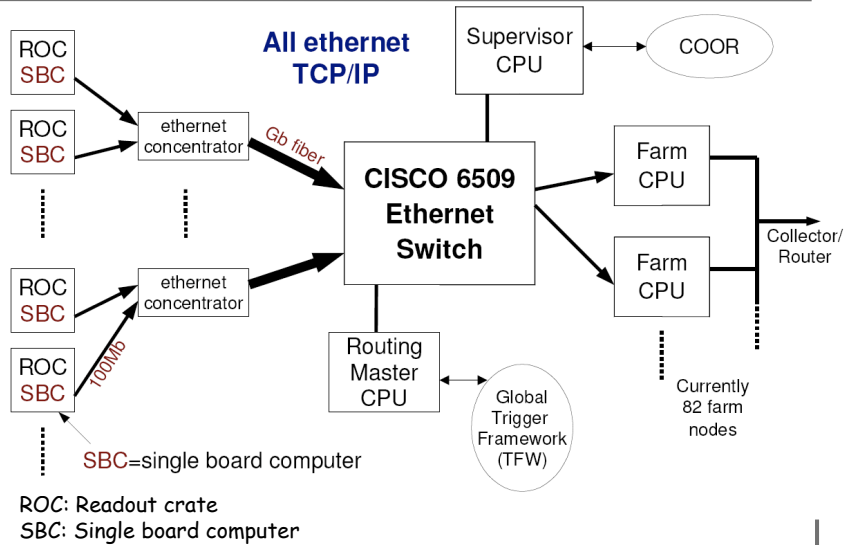 All ethernet
TCP/IP
ROC
SBC
ROC
SBC
ethernet
concentrator
Gb fiber
ROC
SBC
ROC
SBC
ethernet
concentrator
100Mb
SBC=single board computer
CISCO 6509
Ethernet
Switch
Supervisor
CPU
COOR
Routing
Master
CPU
Global
Trigger
Framework
(TFW)
Farm
CPU
Farm
CPU
Collector/
Router
Currently
82 farm
nodes
ROC: Readout crate
SBC: Single board computer